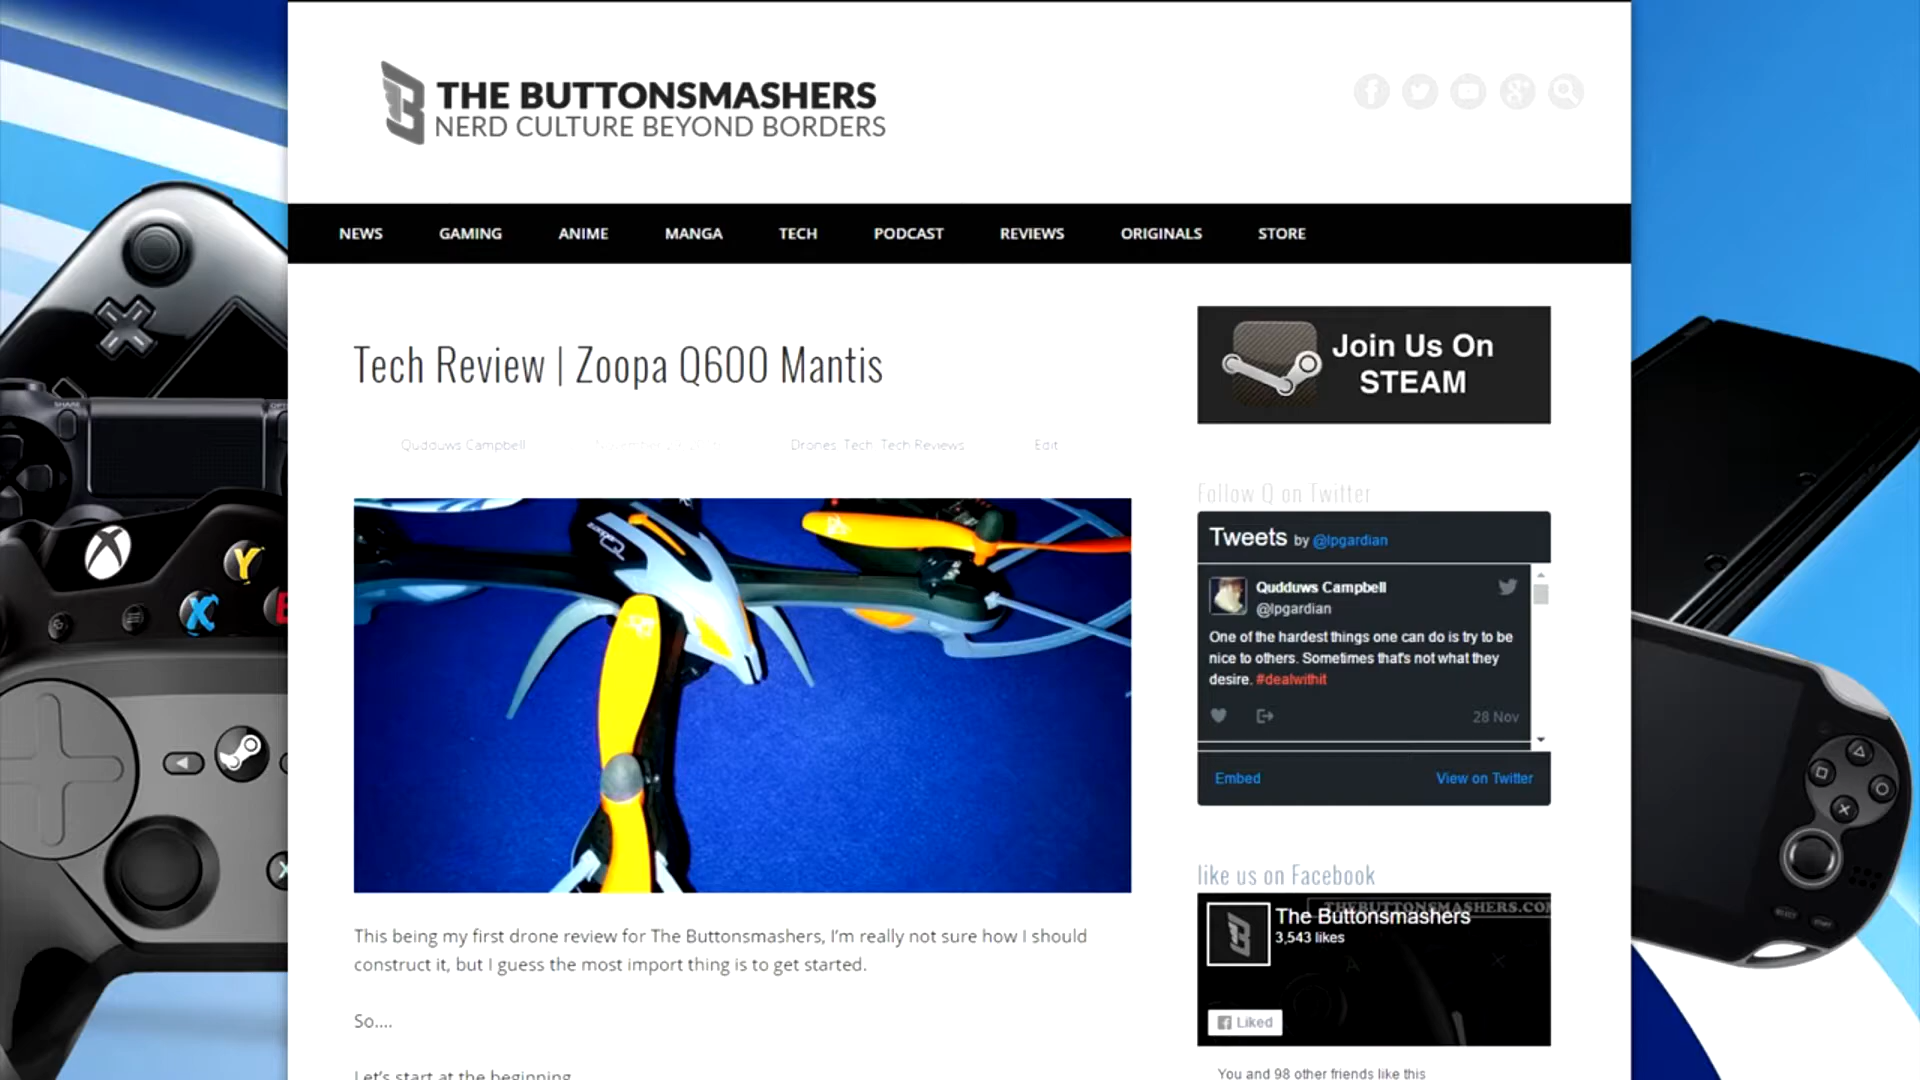 THE BUTTONSMASHERS
NERD CULTURE BEYOND BORDERS
NEWS GAMING ANIME MANGA TECH PODCAST REVIEWS ORIGINALS STORE
Tech Review | Zoopa Q600 Mantis
Qudduws Campbell Drones Tech Tech Reviews Edit
This being my first drone review for The Buttonsmashers, I'm really not sure how I should
construct it, but I guess the most import thing is to get started.
So....
Let's start at the beginning
Join Us On
STEAM
Follow Q on Twitter
Tweets by @lpgardian
Qudduws Campbell
@lpgardian
One of the hardest things one can do is try to be
nice to others. Sometimes that's not what they
desire. #dealwithit
28 Nov
Embed View on Twitter
like us on Facebook
THEBUTTONSMASHERS.CO
The Buttonsmashers
3,543 likes
Liked
You and 98 other friends like this
SHARE
Y
X
SELECT